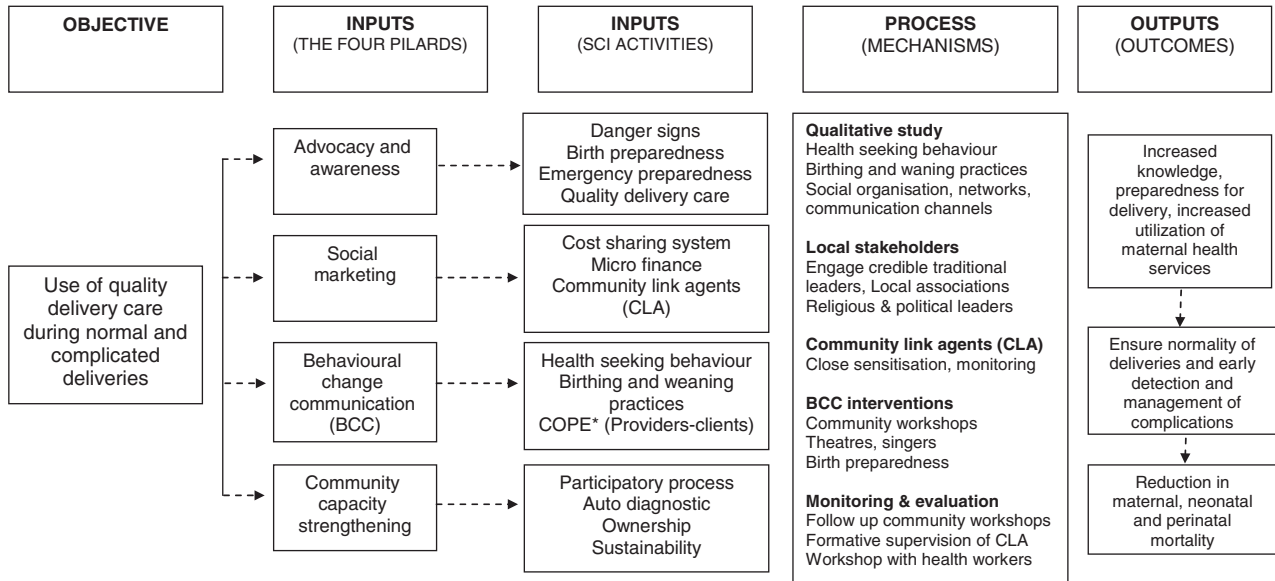 OBJECTIVE
INPUTS
(THE FOUR PILARDS)
INPUTS
(SCI ACTIVITIES)
PROCESS
(MECHANISMS)
OUTPUTS
(OUTCOMES)
Use of quality
delivery care
during normal and
complicated
deliveries
Advocacy and
awareness
Social
marketing
Behavioural
change
communication
(BCC)
Community
capacity
strengthening
Danger signs
Birth preparedness
Emergency preparedness
Quality delivery care
Cost sharing system
Micro finance
Community link agents
(CLA)
Health seeking behaviour
Birthing and weaning
practices
COPE* (Providers-clients)
Participatory process
Auto diagnostic
Ownership
Sustainability
Qualitative study
Health seeking behaviour
Birthing and waning practices
Social organisation, networks,
communication channels
Local stakeholders
Engage credible traditional
leaders, Local associations
Religious & political leaders
Community link agents (CLA)
Close sensitisation, monitoring
BCC interventions
Community workshops
Theatres, singers
Birth preparedness
Monitoring & evaluation
Follow up community workshops
Formative supervision of CLA
Workshop with health workers
Increased
knowledge,
preparedness for
delivery, increased
utilization of
maternal health
services
Ensure normality of
deliveries and early
detection and
management of
complications
Reduction in
maternal, neonatal
and perinatal
mortality